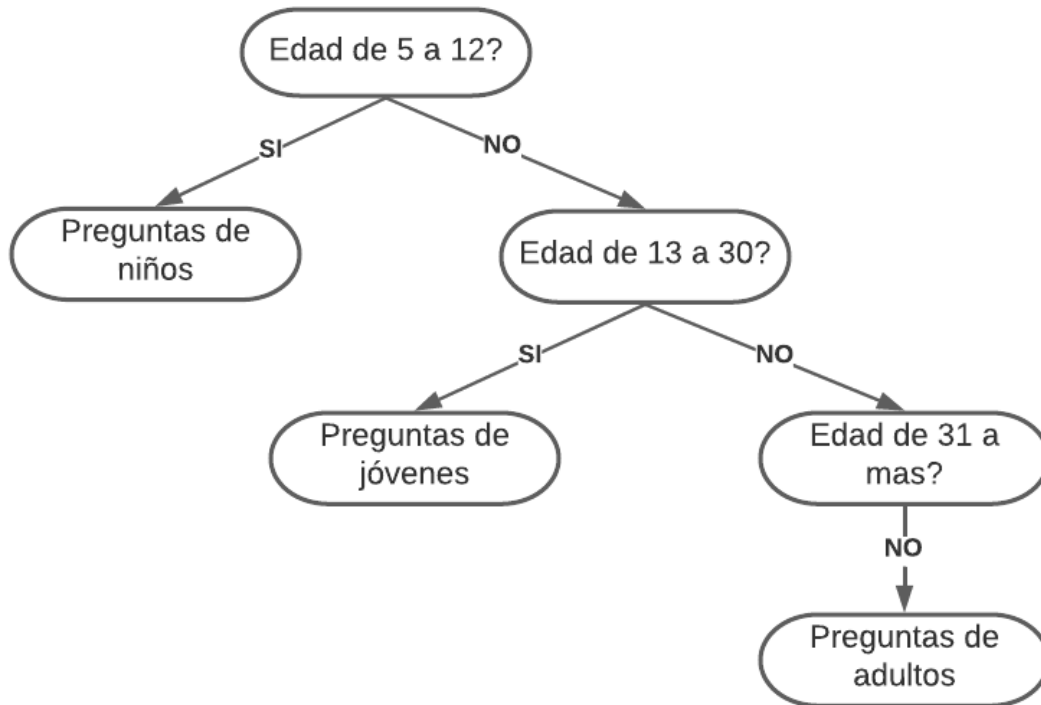 Edad de 5 a 12?
SI
NO
Preguntas de
niños
Edad de 13 a 30?
SI
NO
Preguntas de
jóvenes
Edad de 31 a
mas?
NO
Preguntas de
adultos